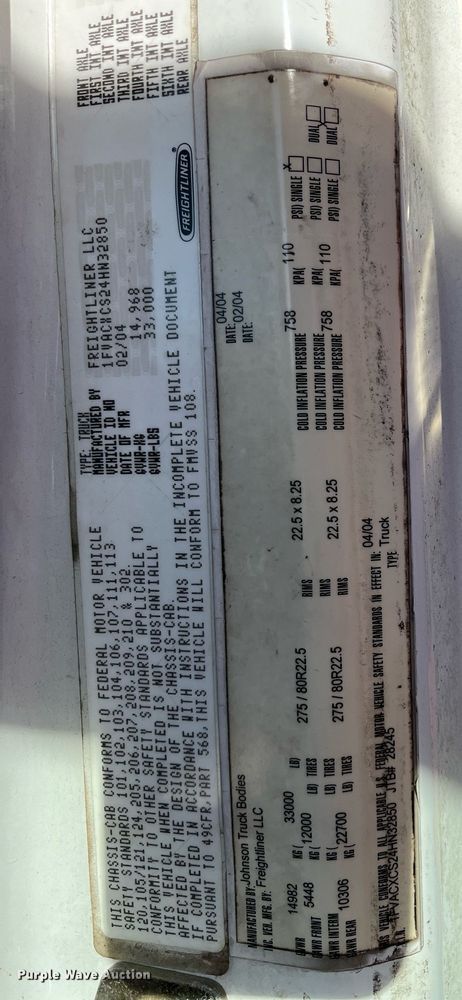 THIS CHASSIS-CAB CONFORMS TO FEDERAL MOTOR VEHICLE
SAFETY STANDARDS 101,102,103,104,106,107,111,113
120,105/121,124,205,206,207,208,209,210 & 302.
CONFORMITY TO OTHER SAFETY STANDARDS APPLICABLE TO
THIS VEHICLE WHEN COMPLETED IS NOT SUBSTANTIALLY
AFFECTED BY THE DESIGN OF THE CHASSIS-CAB.
IF COMPLETED IN ACCORDANCE WITH INSTRUCTIONS IN THE INCOMPLETE VEHICLE DOCUMENT
PURSUANT TO 49CFR,PART 568,THIS VEHICLE WILL CONFORM TO FMVSS 108.
TYPE: TRUCK
MANUFACTURED BY FREIGHTLINER LLC
VEHICLE ID NO 1FVACXCS24HN32850
DATE OF MFR 02/04
GVWR-KG 14,968
GVWR-LBS 33,000
FRONT AXLE
FIRST INT AXLE
SECOND INT AXLE
THIRD INT AXLE
FOURTH INT AXLE
FIFTH INT AXLE
SIXTH INT AXLE
REAR AXLE
FREIGHTLINER
MANUFACTURED BY: Johnson Truck Bodies DATE: 04/04
INC. VEH. MFG. BY: Freightliner LLC DATE: 02/04
GVWR 14982 KG ( 33000 LB)
GAWR FRONT 5448 KG ( 12000 LB) TIRES 275 / 80R22.5 RIMS 22.5 x 8.25 COLD INFLATION PRESSURE 758 KPA( 110 PSI) SINGLE X
GAWR INTERM KG ( LB) TIRES RIMS COLD INFLATION PRESSURE KPA( PSI) SINGLE DUAL
GAWR REAR 10306 KG ( 22700 LB) TIRES 275 / 80R22.5 RIMS 22.5 x 8.25 COLD INFLATION PRESSURE 758 KPA( 110 PSI) SINGLE DUAL
THIS VEHICLE CONFORMS TO ALL APPLICABLE U.S. FEDERAL MOTOR VEHICLE SAFETY STANDARDS IN EFFECT IN: 04/04
1FVACXCS24HN32850 JTB# 28245 TYPE Truck
Purple Wave Auction